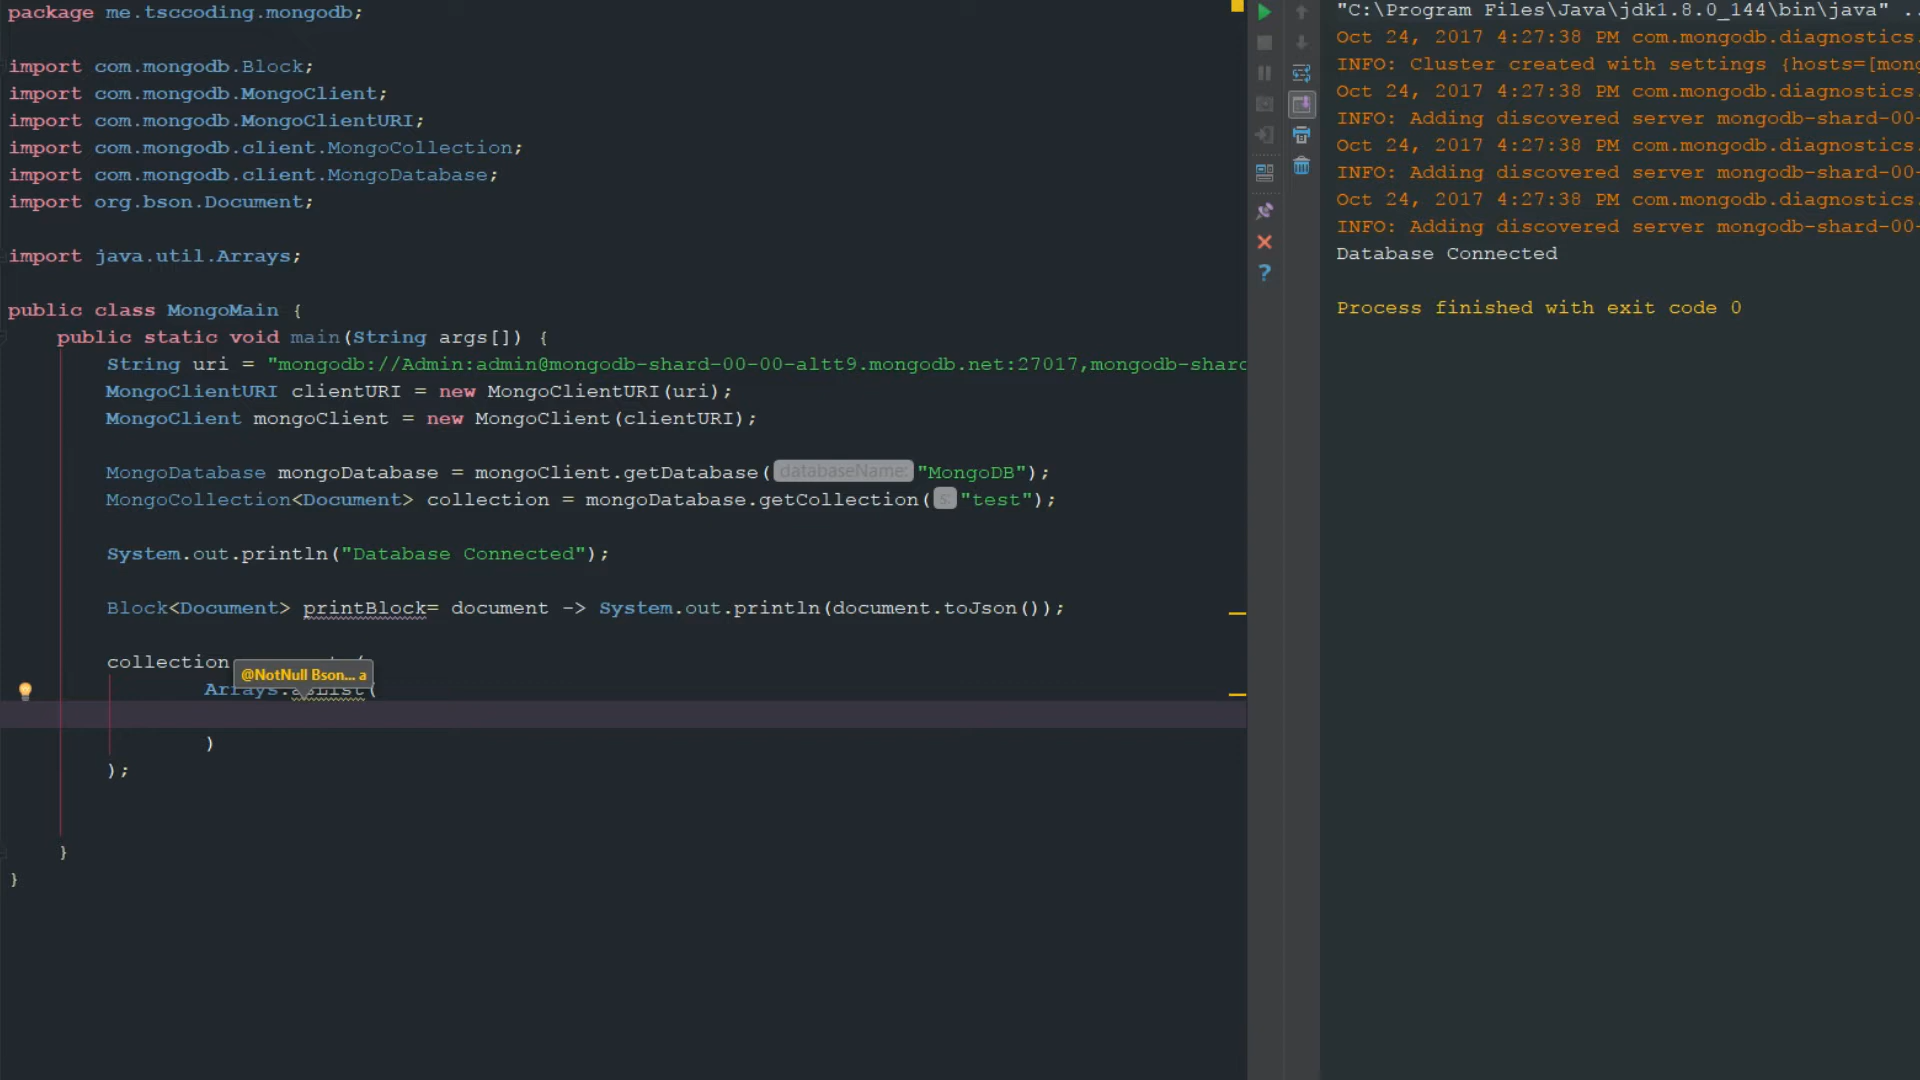 package me.tsccoding.mongodb;
import com.mongodb.Block;
import com.mongodb.MongoClient;
import com.mongodb.MongoClientURI;
import com.mongodb.client.MongoCollection;
import com.mongodb.client.MongoDatabase;
import org.bson.Document;
import java.util.Arrays;
public class MongoMain {
public static void main(String args[]) {
String uri = "mongodb://Admin:admin@mongodb-shard-00-00-altt9.mongodb.net:27017,mongodb-shard
MongoClientURI clientURI = new MongoClientURI(uri);
MongoClient mongoClient = new MongoClient(clientURI);
MongoDatabase mongoDatabase = mongoClient.getDatabase( databaseName: "MongoDB");
MongoCollection<Document> collection = mongoDatabase.getCollection( s: "test");
System.out.println("Database Connected");
Block<Document> printBlock= document -> System.out.println(document.toJson());
collection
@NotNull Bson... a
Arrays.asList(
)
);
}
}
"C:\Program Files\Java\jdk1.8.0_144\bin\java" ..
Oct 24, 2017 4:27:38 PM com.mongodb.diagnostics.
INFO: Cluster created with settings {hosts=[mong
Oct 24, 2017 4:27:38 PM com.mongodb.diagnostics.
INFO: Adding discovered server mongodb-shard-00-
Oct 24, 2017 4:27:38 PM com.mongodb.diagnostics.
INFO: Adding discovered server mongodb-shard-00-
Oct 24, 2017 4:27:38 PM com.mongodb.diagnostics.
INFO: Adding discovered server mongodb-shard-00-
Database Connected
Process finished with exit code 0